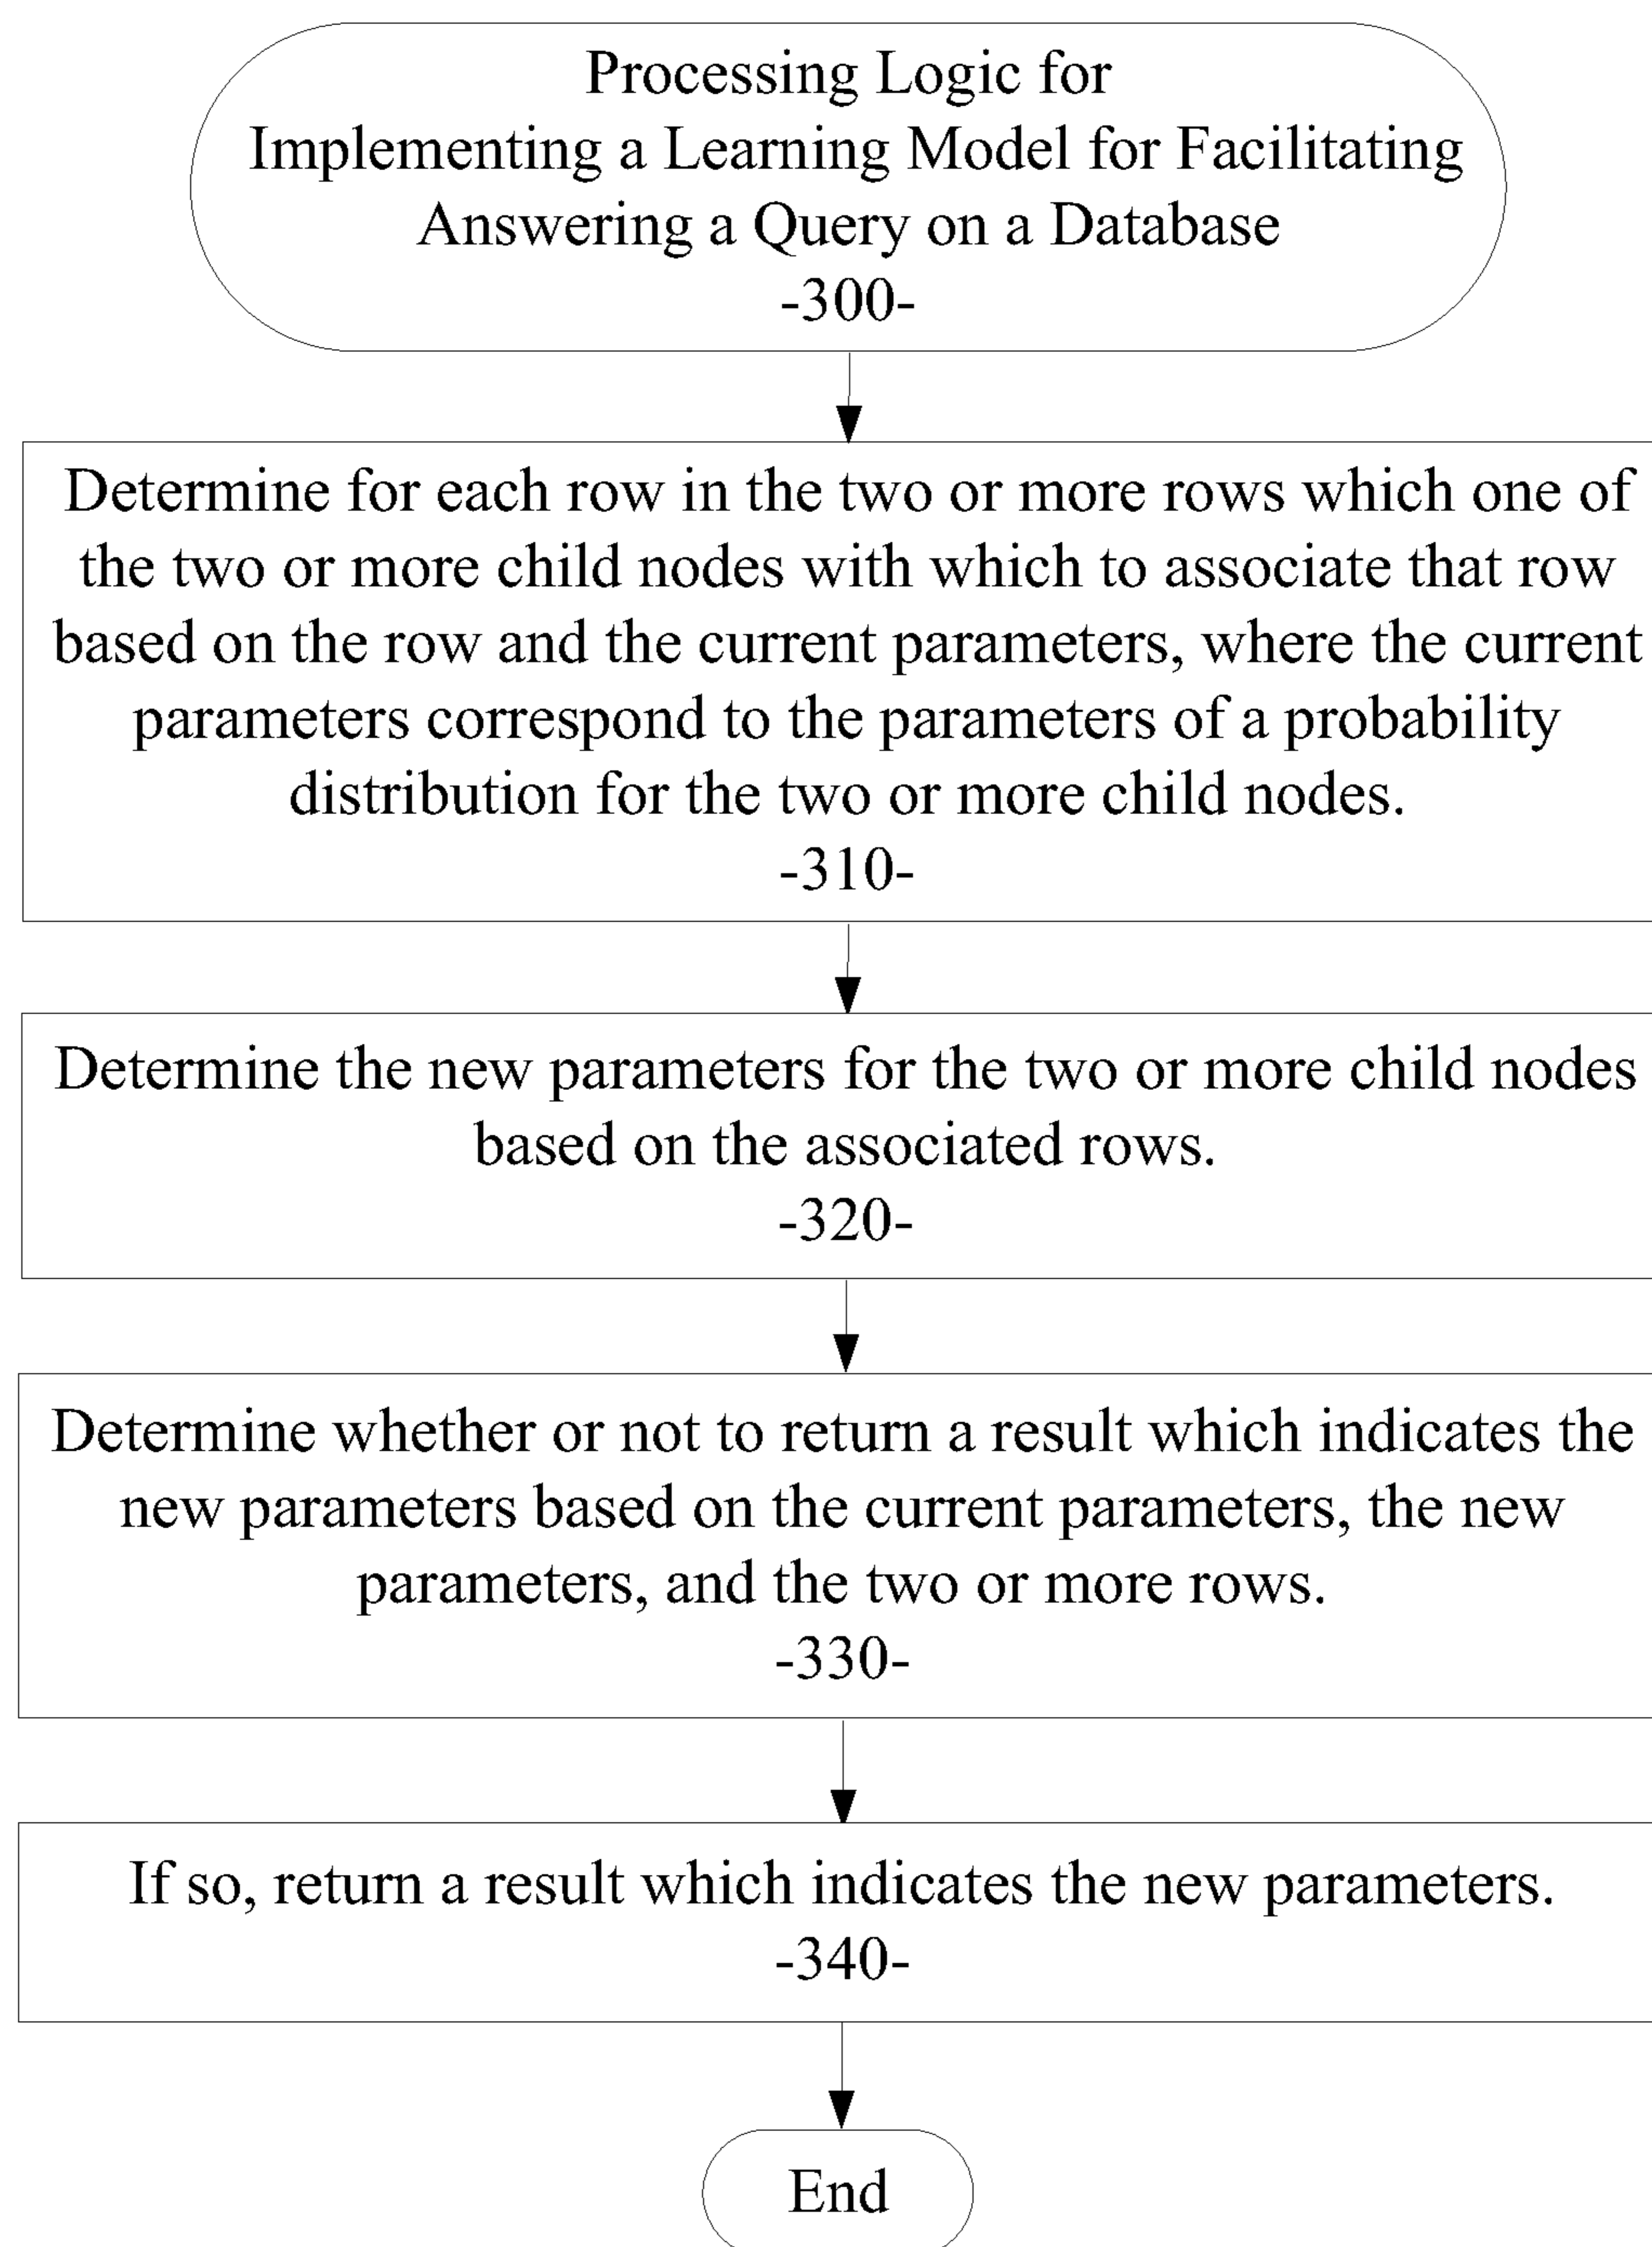 Processing Logic for
Implementing a Learning Model for Facilitating
Answering a Query on a Database
-300-
Determine for each row in the two or more rows which one of
the two or more child nodes with which to associate that row
based on the row and the current parameters, where the current
parameters correspond to the parameters of a probability
distribution for the two or more child nodes.
-310-
Determine the new parameters for the two or more child nodes
based on the associated rows.
-320-
Determine whether or not to return a result which indicates the
new parameters based on the current parameters, the new
parameters, and the two or more rows.
-330-
If so, return a result which indicates the new parameters.
-340-
End